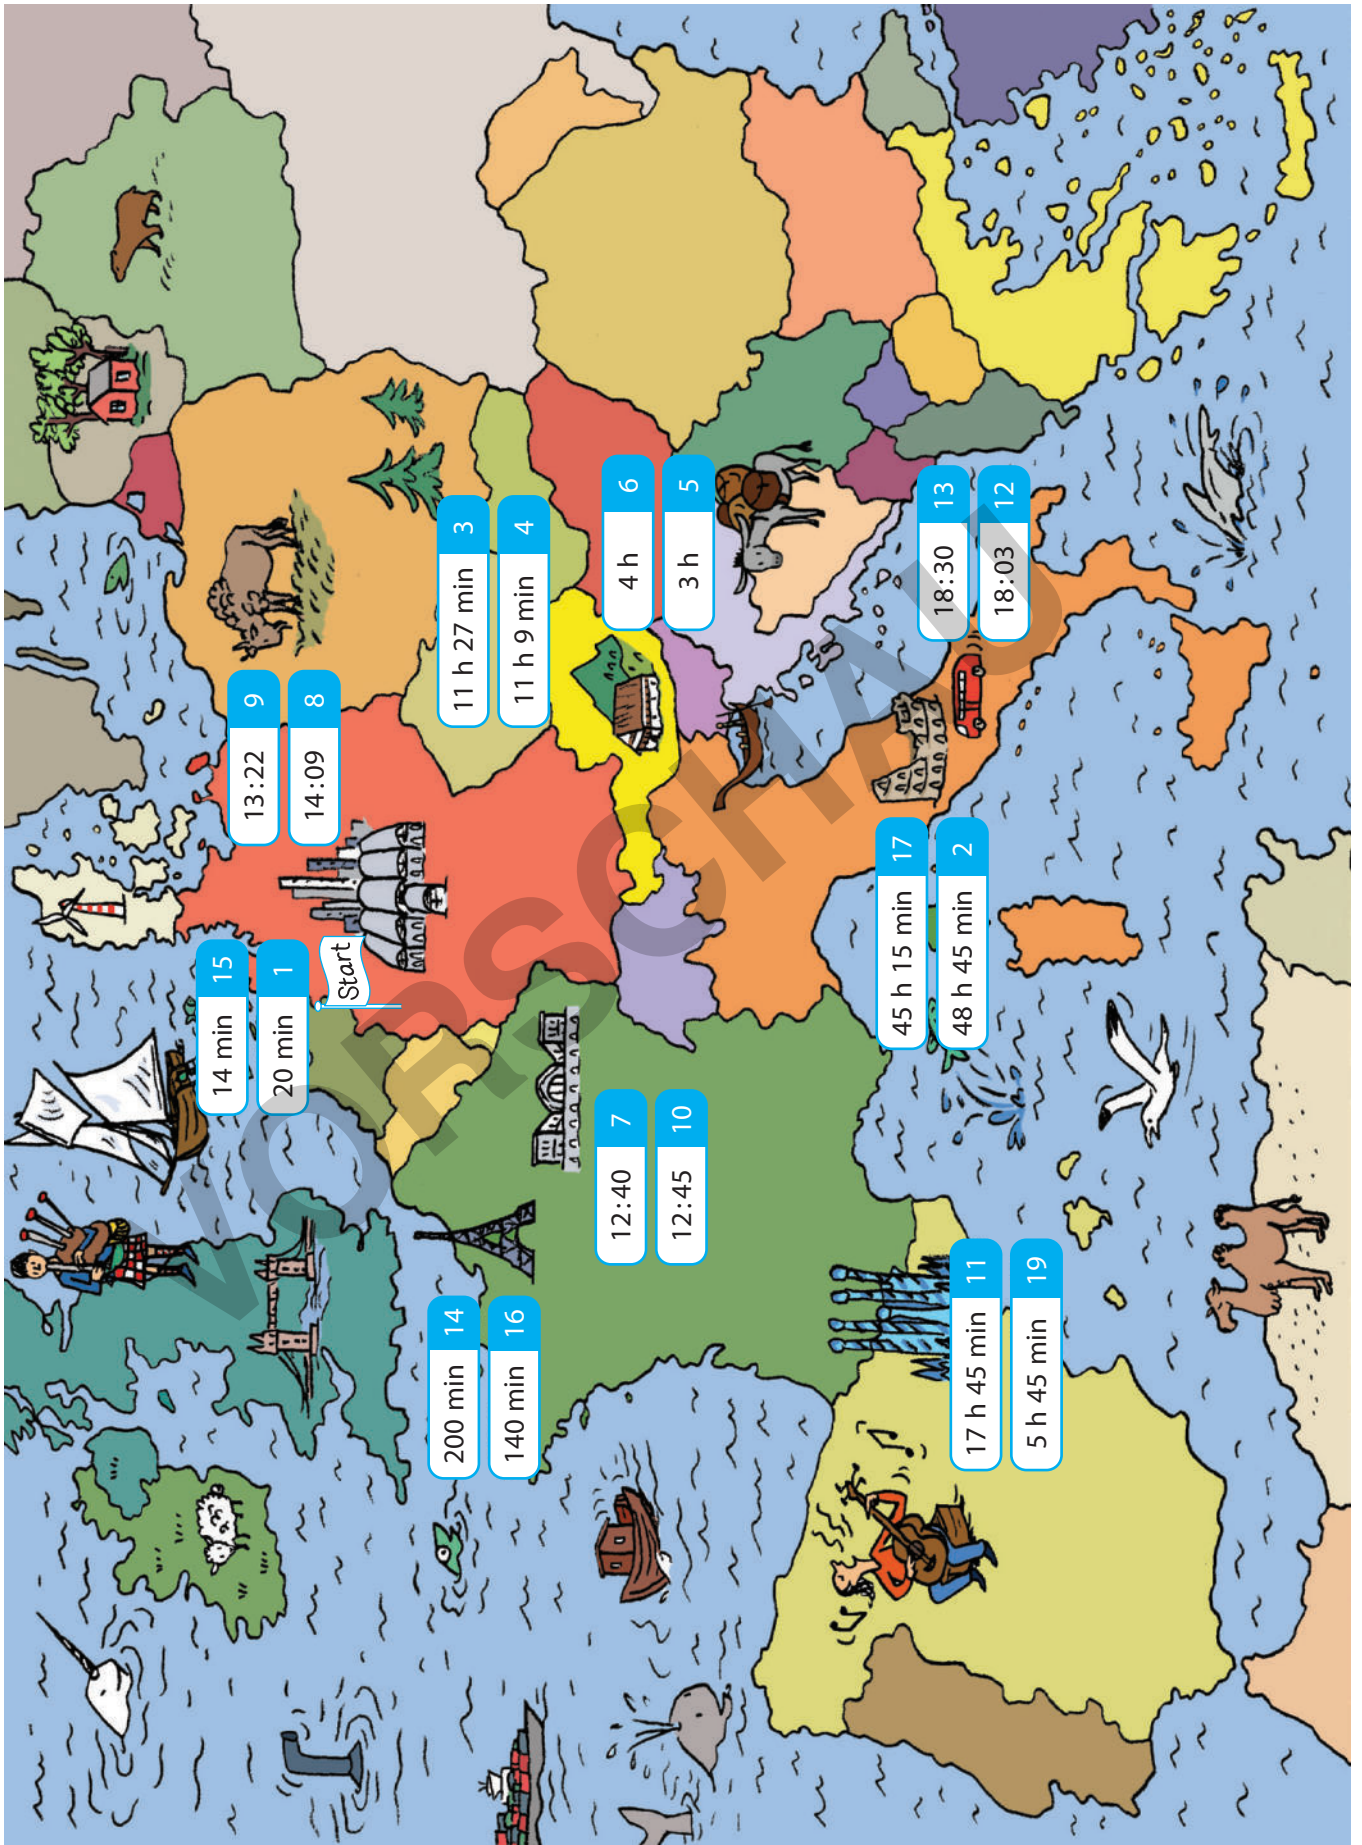 200 min 14
140 min 16
14 min 15
20 min 1
Start
13:22 9
14:09 8
12:40 7
12:45 10
11 h 27 min 3
11 h 9 min 4
4 h 6
3 h 5
17 h 45 min 11
5 h 45 min 19
45 h 15 min 17
48 h 45 min 2
18:30 13
18:03 12
VORSCHAU